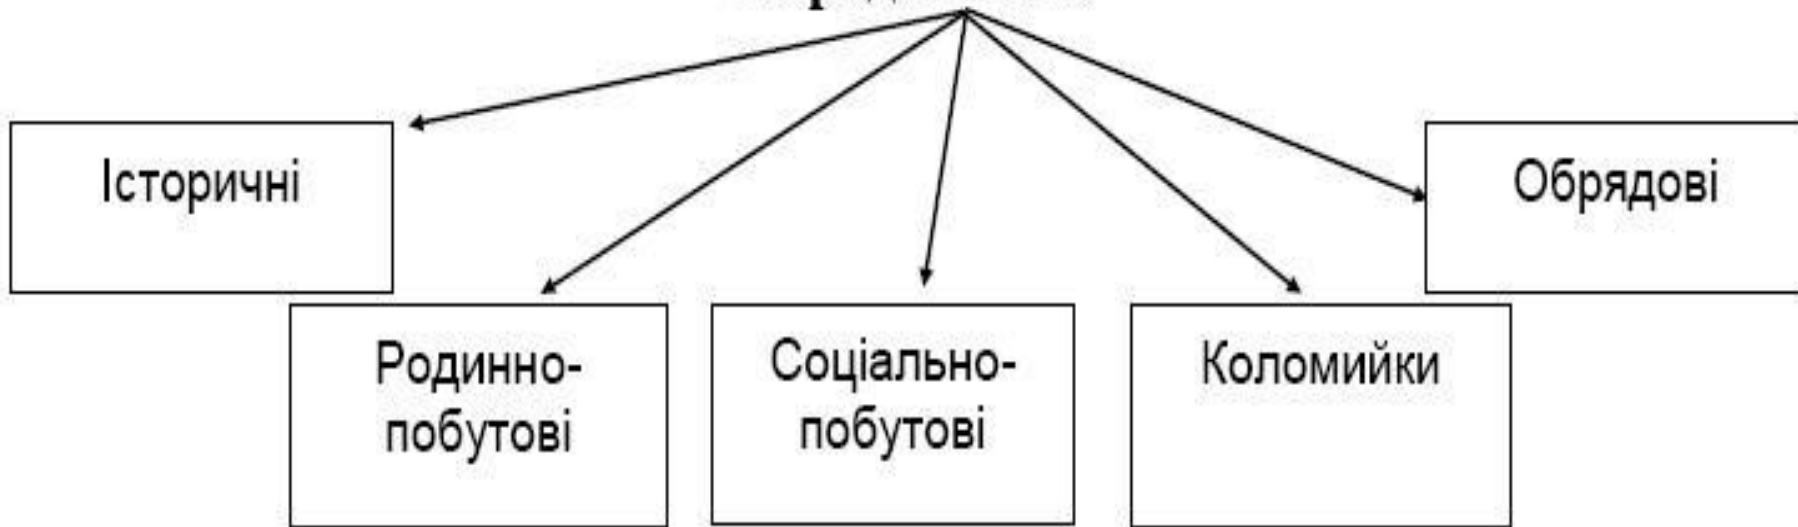 Історичні
Обрядові
Родинно-
побутові
Соціально-
побутові
Коломийки